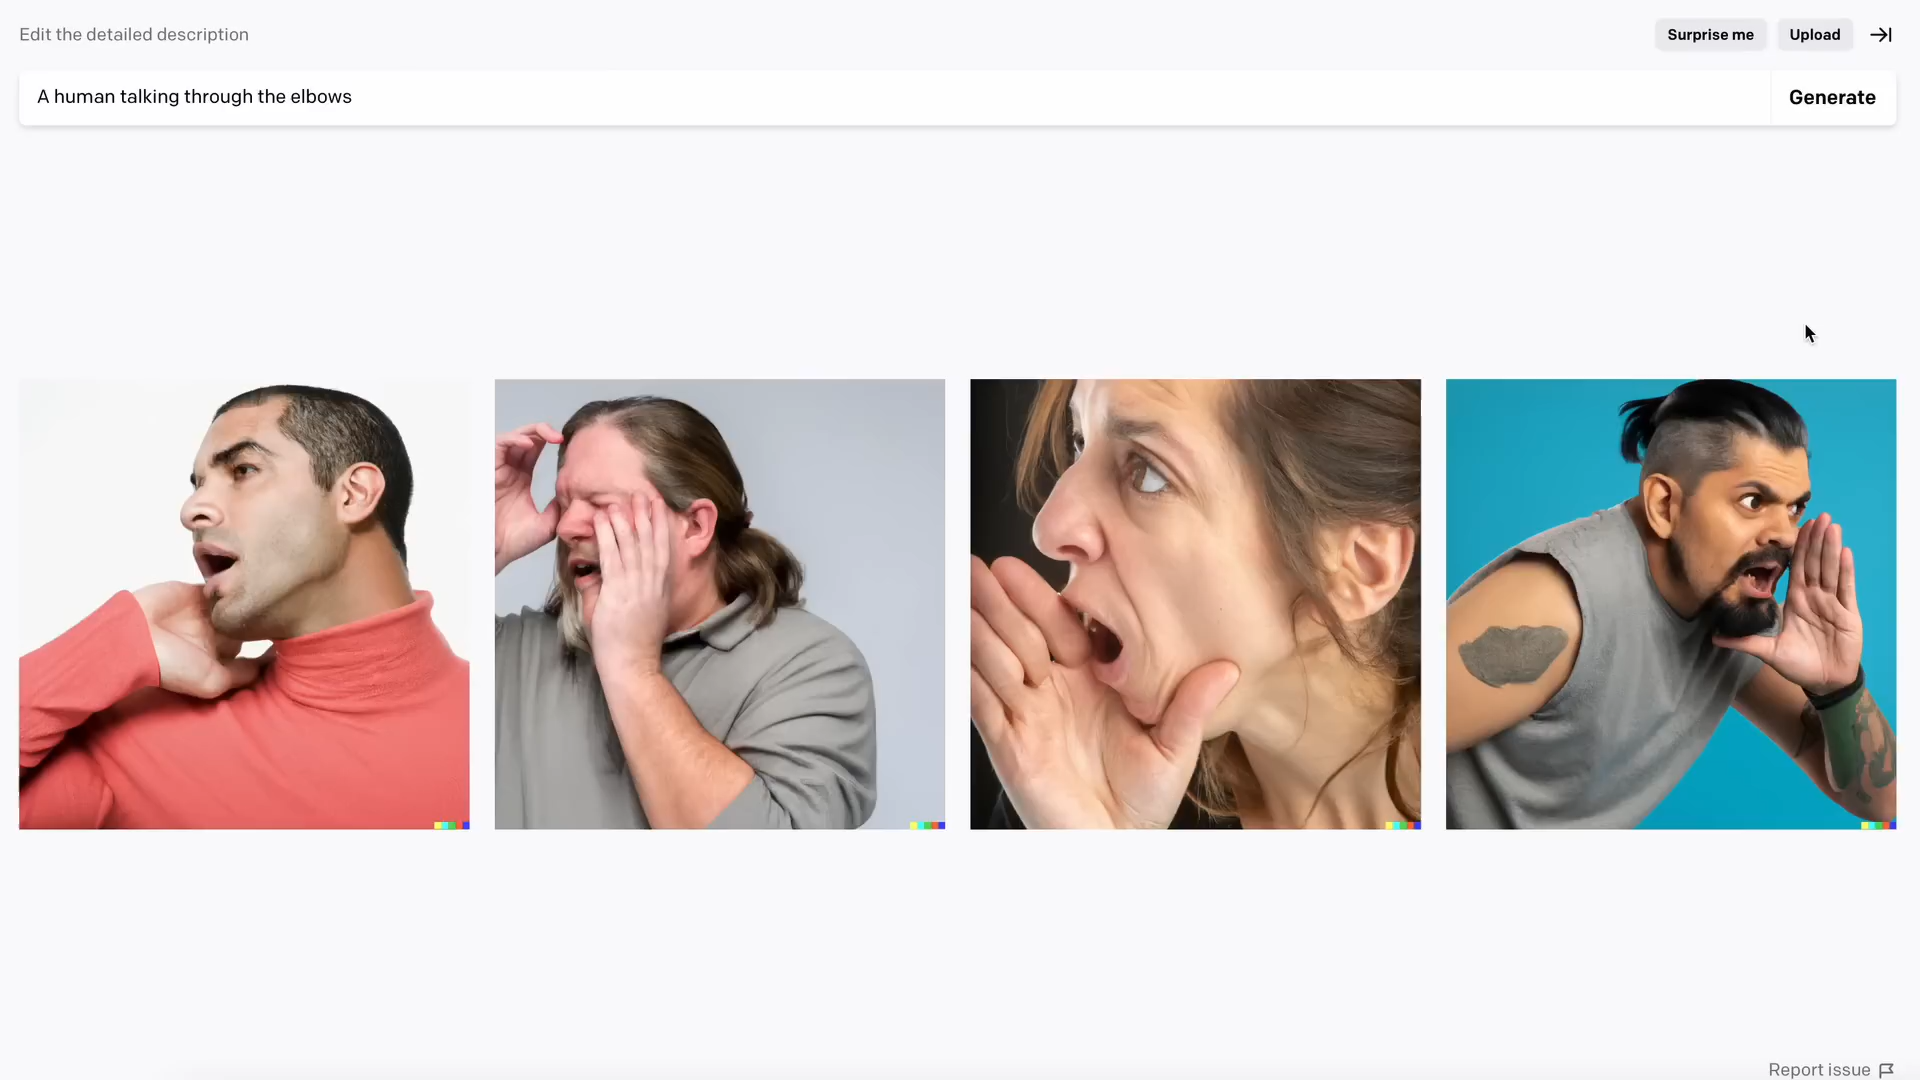 Edit the detailed description
Surprise me
Upload
A human talking through the elbows
Generate
Report issue